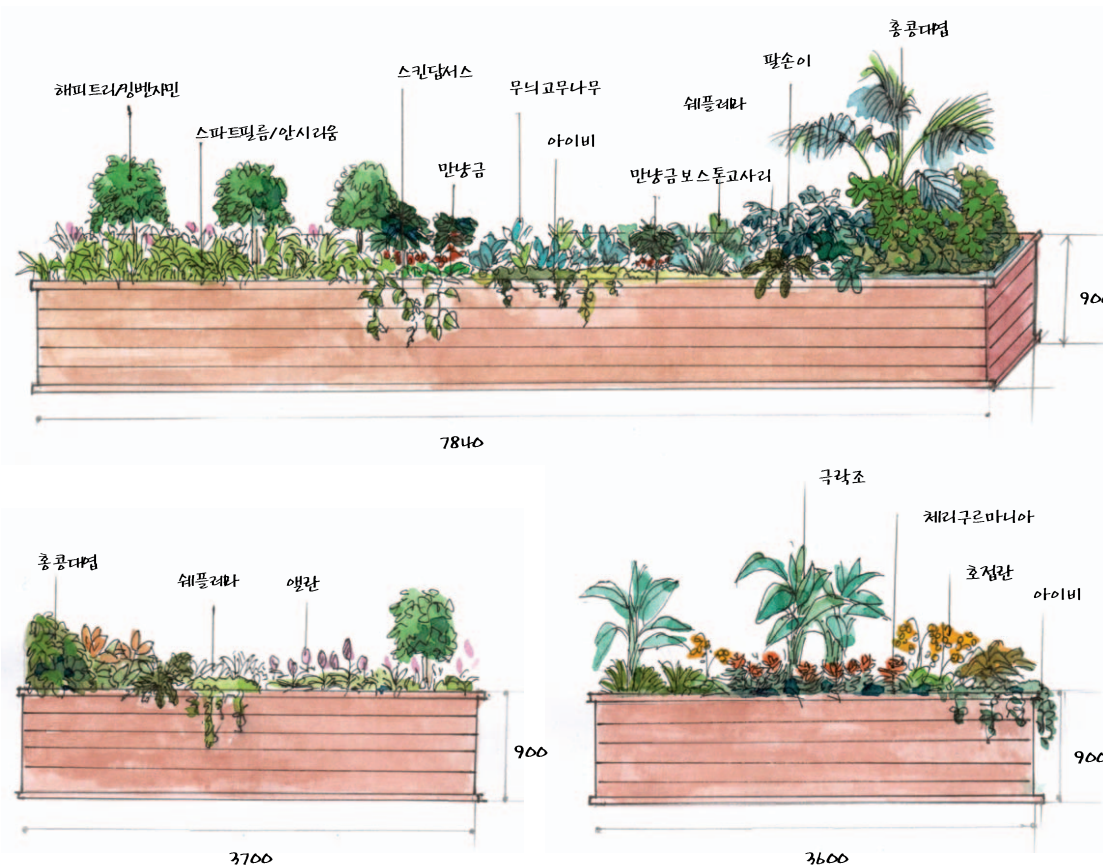 홍콩대엽
팔손이
스킨답서스
해피트리/킹벤자민
무늬고무나무
쉐플레라
스파트필름/안시리움
아이비
만냥금
만냥금 보스톤고사리
900
7840
극락조
체리구르마니아
홍콩대엽
쉐플레라
앨란
호접란
아이비
900
900
3700
3600